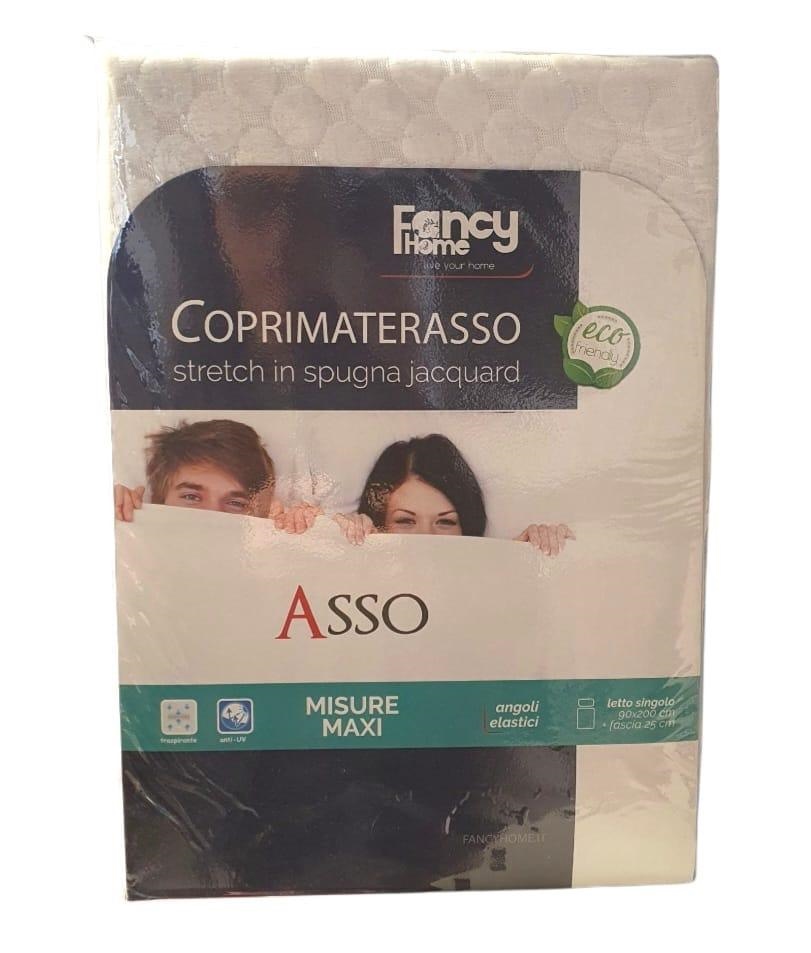 Fancy
Home
live your home
COPRIMATERASSO
stretch in spugna jacquard
eco
friendly
ASSO
traspirante
anti-UV
MISURE
MAXI
angoli
elastici
letto singolo
90x200 cm
+ fascia 25 cm
FANCYHOME.IT